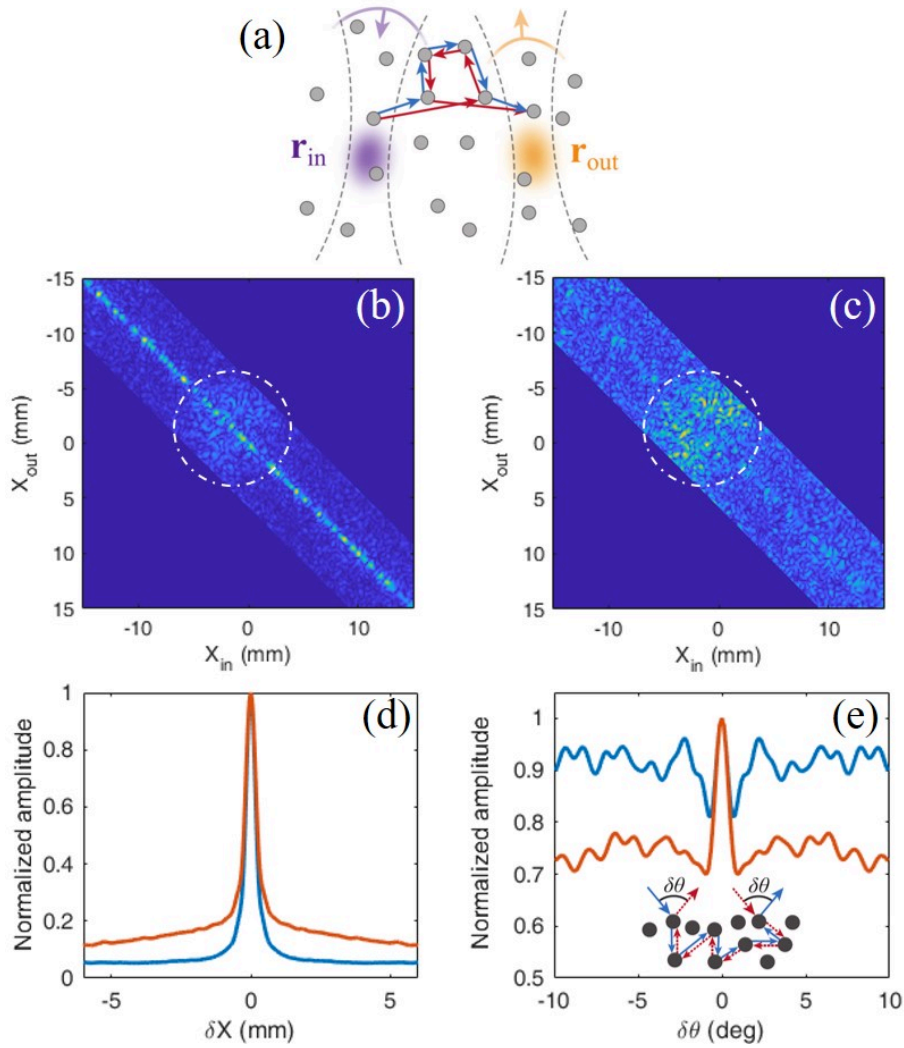 (a)
r_in
r_out
-15
-10
-5
0
5
10
15
X_out (mm)
(b)
-10
0
10
X_in (mm)
-15
-10
-5
0
5
10
15
X_out (mm)
(c)
-10
0
10
X_in (mm)
1
0.8
0.6
0.4
0.2
0
Normalized amplitude
(d)
-5
0
5
δX (mm)
1
0.9
0.8
0.7
0.6
0.5
Normalized amplitude
(e)
δθ
δθ
-10
-5
0
5
10
δθ (deg)